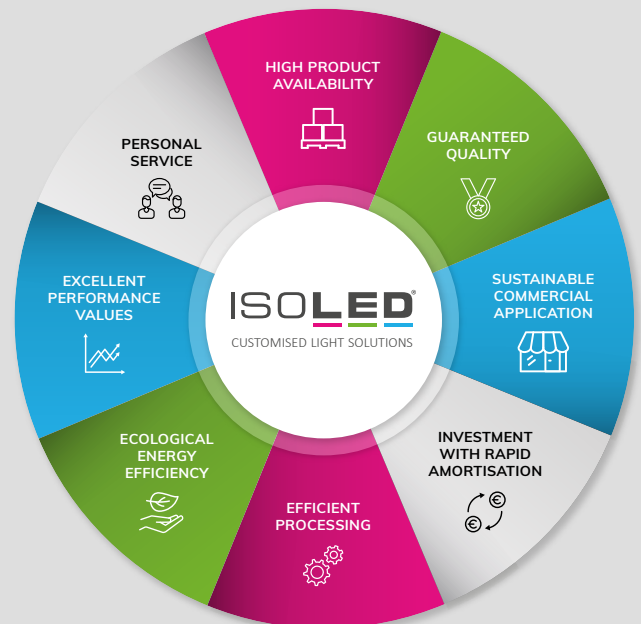 HIGH PRODUCT
AVAILABILITY
GUARANTEED
QUALITY
SUSTAINABLE
COMMERCIAL
APPLICATION
INVESTMENT
WITH RAPID
AMORTISATION
EFFICIENT
PROCESSING
ECOLOGICAL
ENERGY
EFFICIENCY
EXCELLENT
PERFORMANCE
VALUES
PERSONAL
SERVICE
ISOLED®
CUSTOMISED LIGHT SOLUTIONS